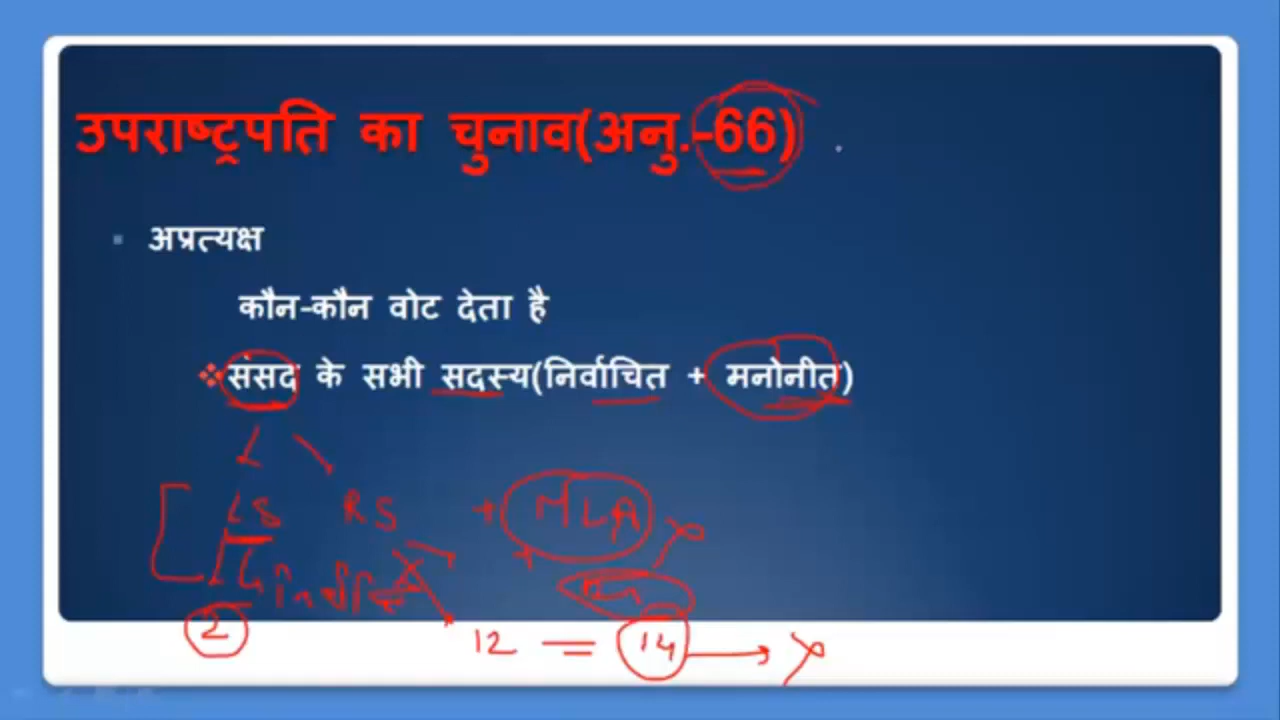 उपराष्ट्रपति का चुनाव(अनु.-66)
अप्रत्यक्ष
कौन-कौन वोट देता है
संसद के सभी सदस्य(निर्वाचित + मनोनीत)
LS RS + MLA
+
2 12 = 14